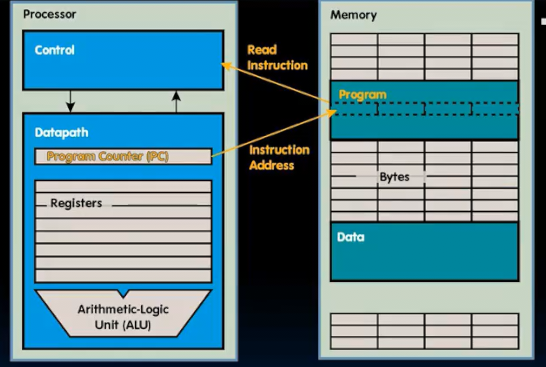 Processor
Control
Datapath
Program Counter (PC)
Registers
Arithmetic-Logic
Unit (ALU)
Read
Instruction
Instruction
Address
Memory
Program
Bytes
Data